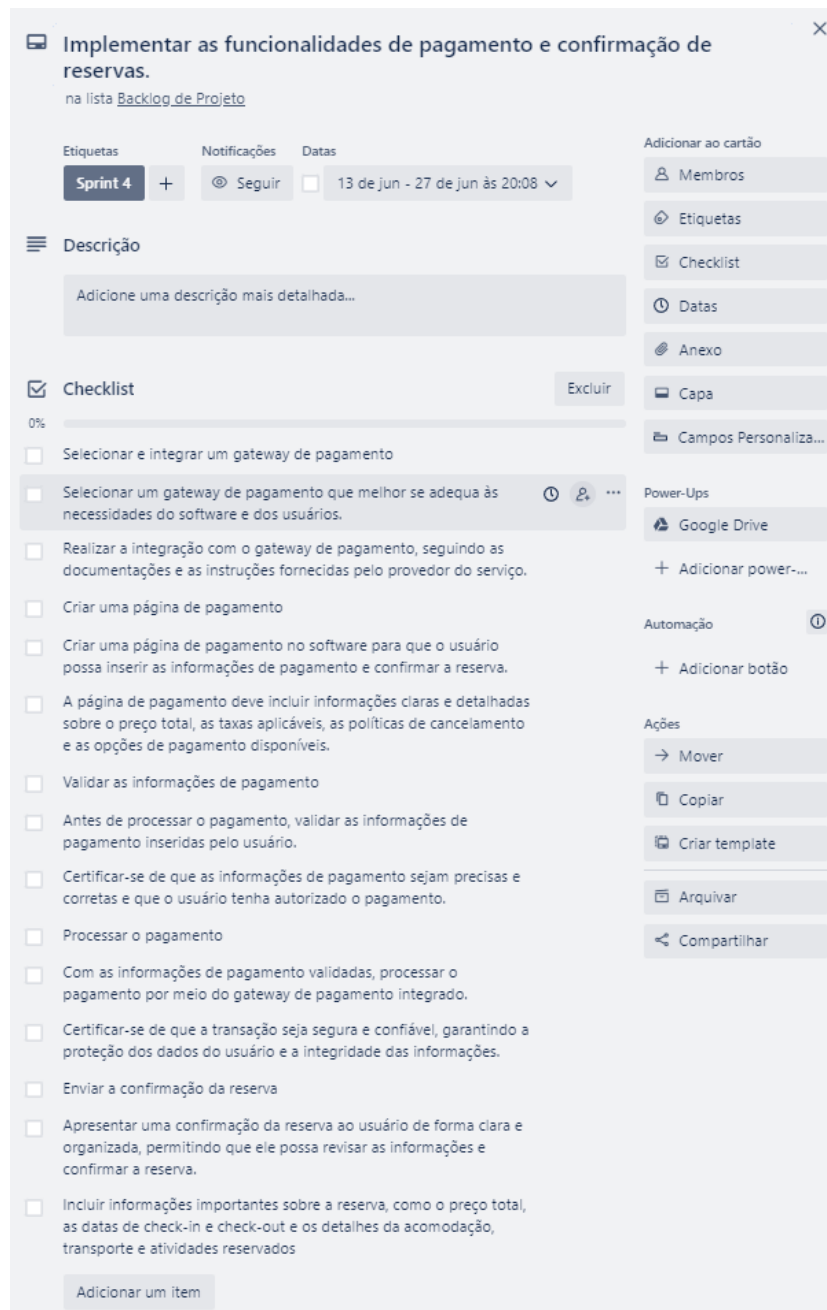 Implementar as funcionalidades de pagamento e confirmação de
reservas.
na lista Backlog de Projeto
Etiquetas
Notificações
Datas
Sprint 4
+
Seguir
13 de jun - 27 de jun às 20:08
Descrição
Adicione uma descrição mais detalhada...
Checklist
Excluir
0%
Selecionar e integrar um gateway de pagamento
Selecionar um gateway de pagamento que melhor se adequa às
necessidades do software e dos usuários.
Realizar a integração com o gateway de pagamento, seguindo as
documentações e as instruções fornecidas pelo provedor do serviço.
Criar uma página de pagamento
Criar uma página de pagamento no software para que o usuário
possa inserir as informações de pagamento e confirmar a reserva.
A página de pagamento deve incluir informações claras e detalhadas
sobre o preço total, as taxas aplicáveis, as políticas de cancelamento
e as opções de pagamento disponíveis.
Validar as informações de pagamento
Antes de processar o pagamento, validar as informações de
pagamento inseridas pelo usuário.
Certificar-se de que as informações de pagamento sejam precisas e
corretas e que o usuário tenha autorizado o pagamento.
Processar o pagamento
Com as informações de pagamento validadas, processar o
pagamento por meio do gateway de pagamento integrado.
Certificar-se de que a transação seja segura e confiável, garantindo a
proteção dos dados do usuário e a integridade das informações.
Enviar a confirmação da reserva
Apresentar uma confirmação da reserva ao usuário de forma clara e
organizada, permitindo que ele possa revisar as informações e
confirmar a reserva.
Incluir informações importantes sobre a reserva, como o preço total,
as datas de check-in e check-out e os detalhes da acomodação,
transporte e atividades reservados
Adicionar um item
Adicionar ao cartão
Membros
Etiquetas
Checklist
Datas
Anexo
Capa
Campos Personaliza...
Power-Ups
Google Drive
+ Adicionar power-...
Automação
+ Adicionar botão
Ações
Mover
Copiar
Criar template
Arquivar
Compartilhar